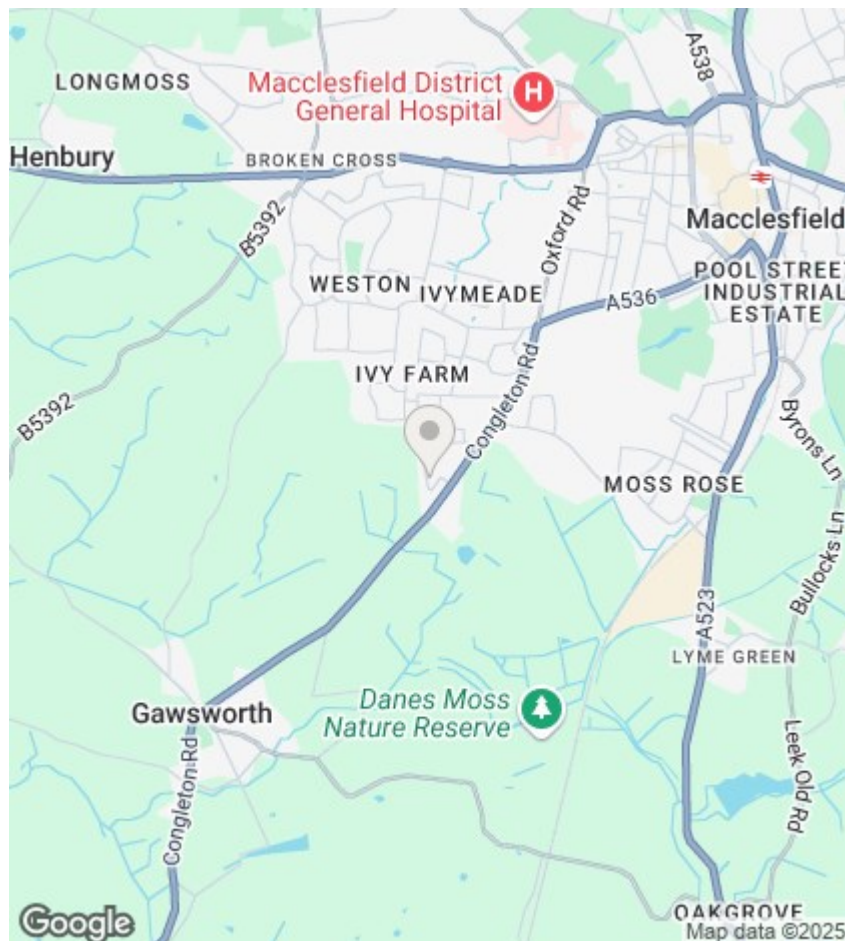 A538
LONGMOSS
Macclesfield District
General Hospital
H
Henbury
BROKEN CROSS
B5392
Oxford Rd
Macclesfield
WESTON
IVYMEADE
POOL STREET
INDUSTRIAL
ESTATE
A536
IVY FARM
Congleton Rd
B5392
Byrons Ln
MOSS ROSE
Bullocks Ln
A523
LYME GREEN
Danes Moss
Nature Reserve
Gawsworth
Leek Old Rd
Congleton Rd
OAKGROVE
Google
Map data ©2025